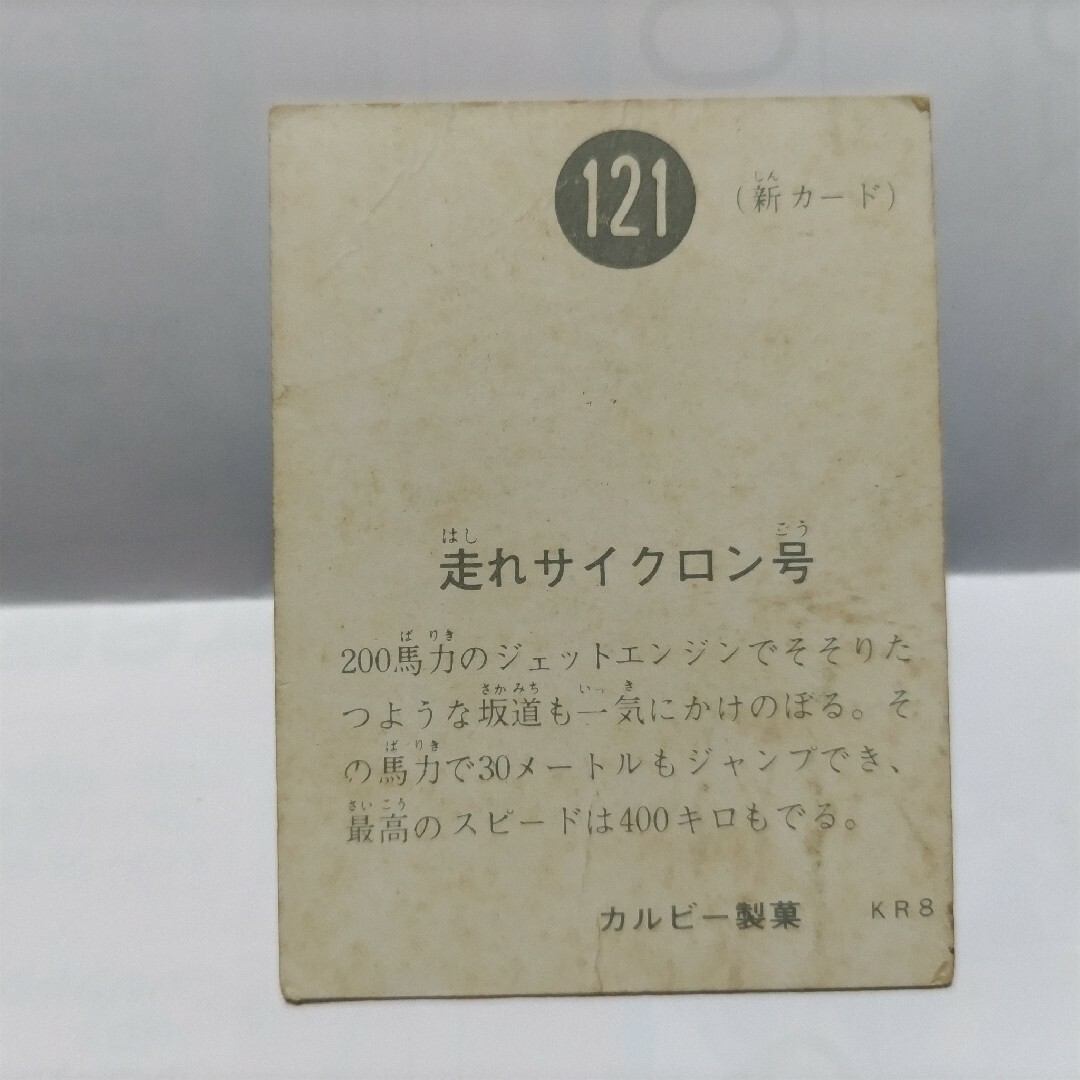 121
(新カード)
走れサイクロン号
200馬力のジェットエンジンでそそりた
つような坂道も一気にかけのぼる。そ
の馬力で30メートルもジャンプでき、
最高のスピードは400キロもでる。
カルビー製菓
KR8